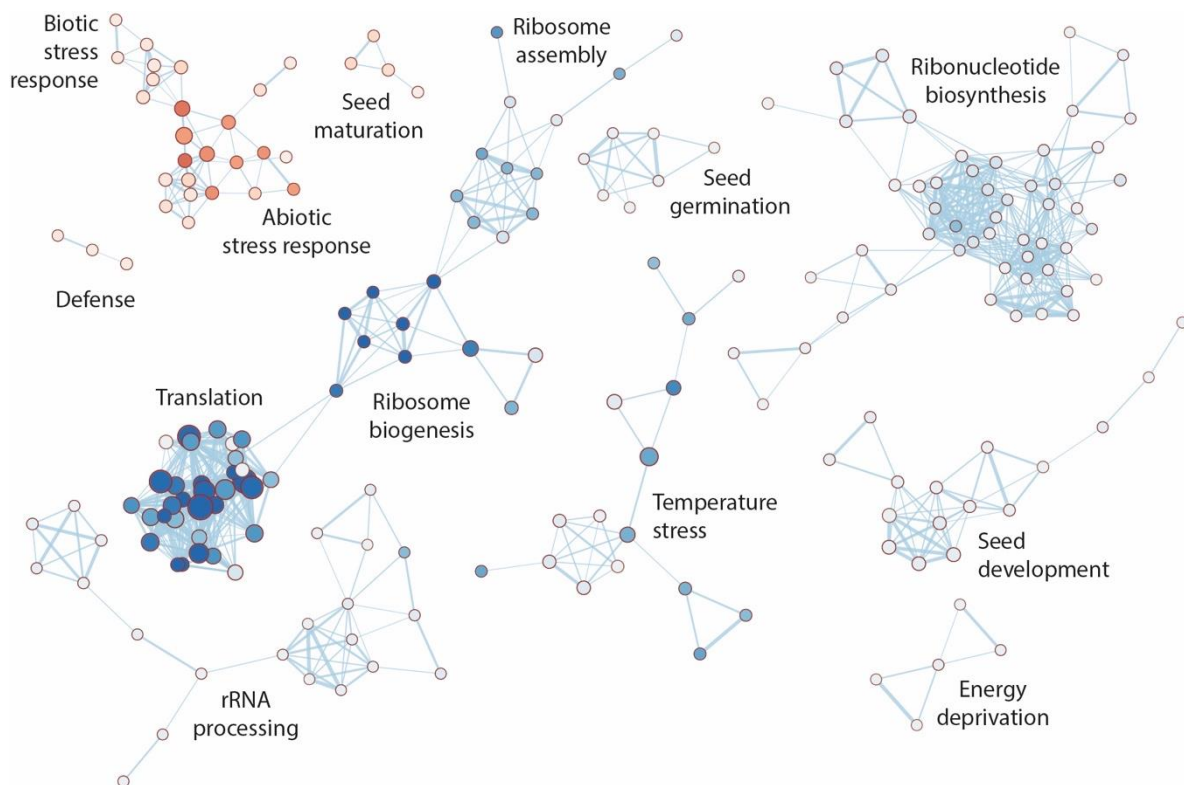 Biotic
stress
response
Seed
maturation
Ribosome
assembly
Ribonucleotide
biosynthesis
Seed
germination
Abiotic
stress response
Defense
Translation
Ribosome
biogenesis
Temperature
stress
Seed
development
rRNA
processing
Energy
deprivation